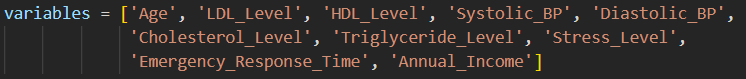 variables = ['Age', 'LDL_Level', 'HDL_Level', 'Systolic_BP', 'Diastolic_BP',
'Cholesterol_Level', 'Triglyceride_Level', 'Stress_Level',
'Emergency_Response_Time', 'Annual_Income']